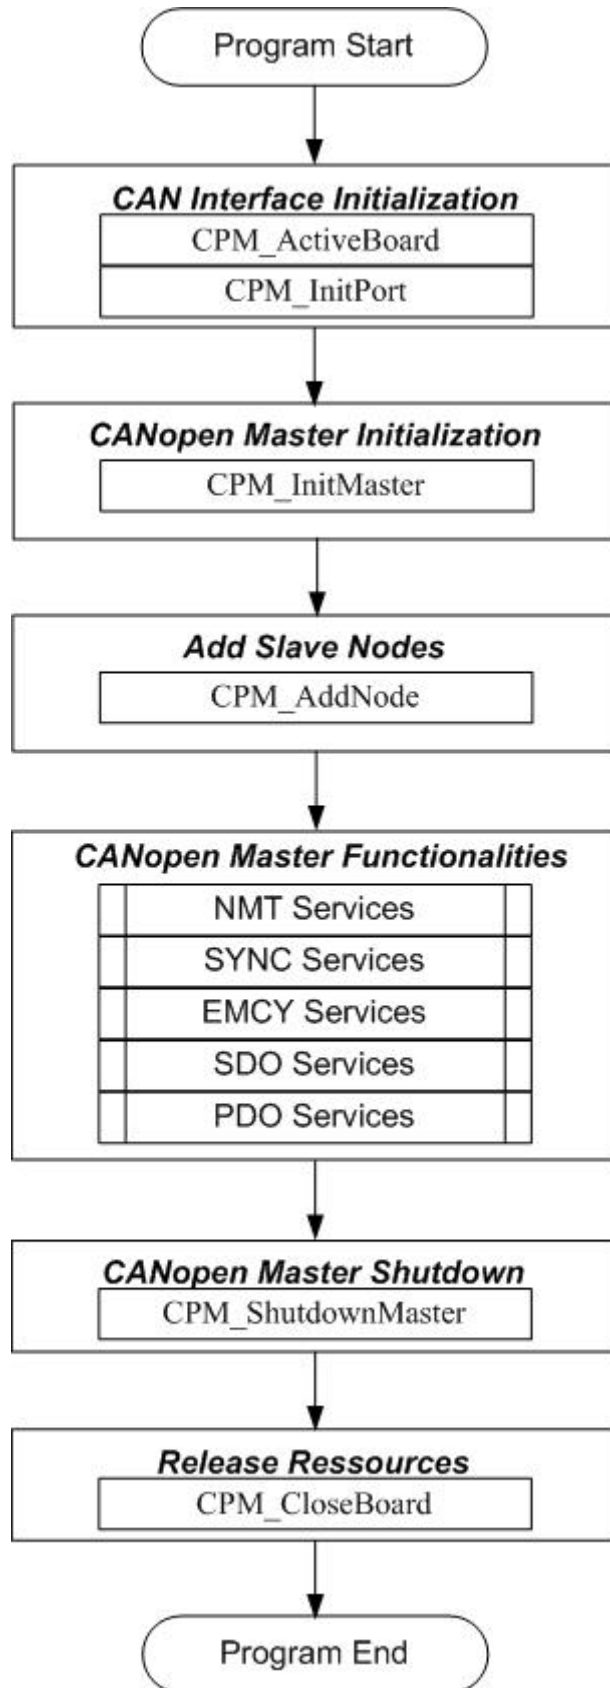 Program Start
CAN Interface Initialization
CPM_ActiveBoard
CPM_InitPort
CANopen Master Initialization
CPM_InitMaster
Add Slave Nodes
CPM_AddNode
CANopen Master Functionalities
NMT Services
SYNC Services
EMCY Services
SDO Services
PDO Services
CANopen Master Shutdown
CPM_ShutdownMaster
Release Ressources
CPM_CloseBoard
Program End